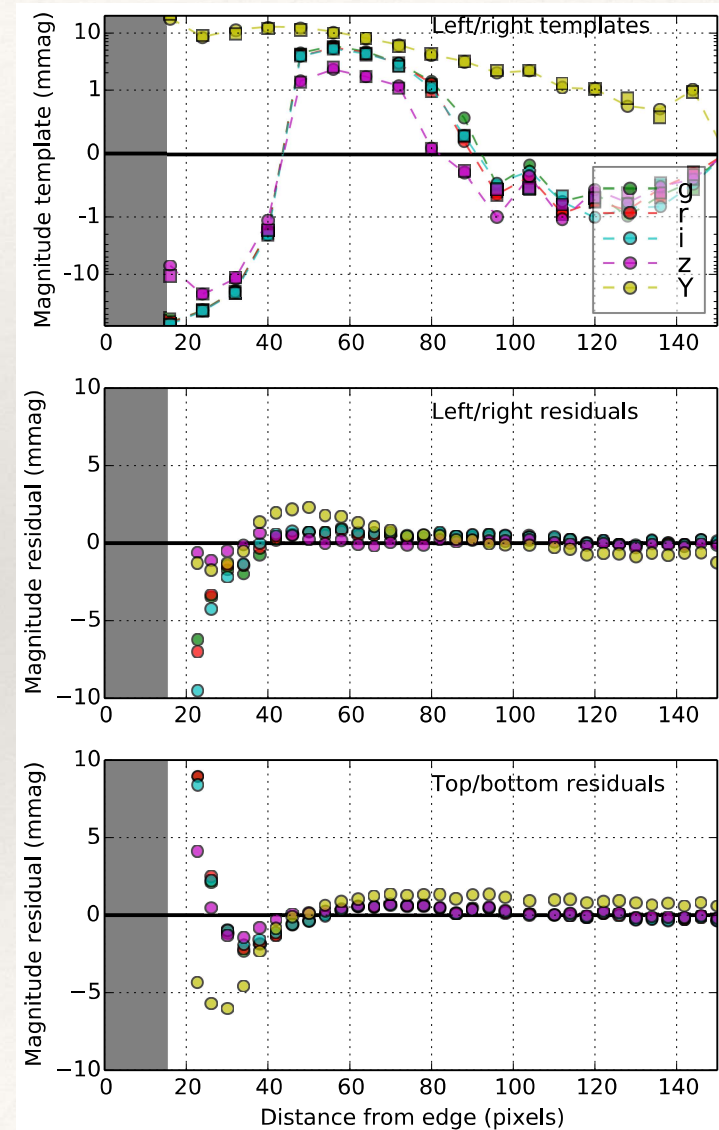 Left/right templates
Magnitude template (mmag)
10
1
0
-1
-10
g
r
i
z
Y
0 20 40 60 80 100 120 140
Left/right residuals
Magnitude residual (mmag)
10
5
0
−5
−10
0 20 40 60 80 100 120 140
Top/bottom residuals
Magnitude residual (mmag)
10
5
0
−5
−10
0 20 40 60 80 100 120 140
Distance from edge (pixels)